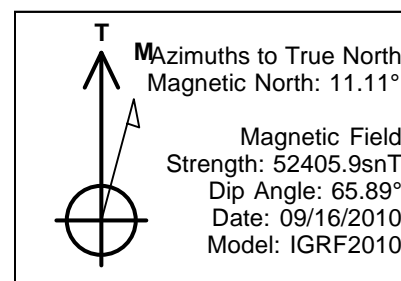 T
M
Azimuths to True North
Magnetic North: 11.11°
Magnetic Field
Strength: 52405.9snT
Dip Angle: 65.89°
Date: 09/16/2010
Model: IGRF2010